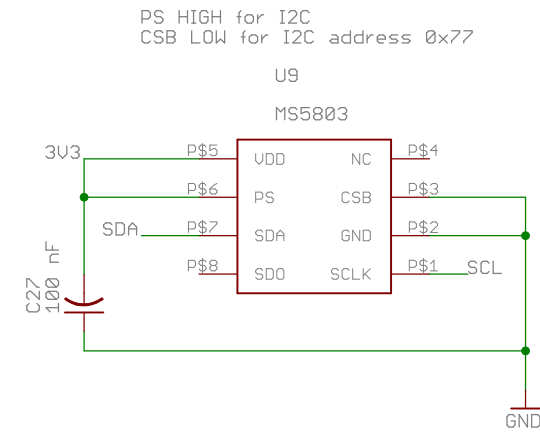 PS HIGH for I2C
CSB LOW for I2C address 0x77
U9
MS5803
3V3
P$5
VDD
NC
P$4
P$6
PS
CSB
P$3
SDA
P$7
SDA
GND
P$2
P$8
SDO
SCLK
P$1
SCL
C27
100 nF
GND